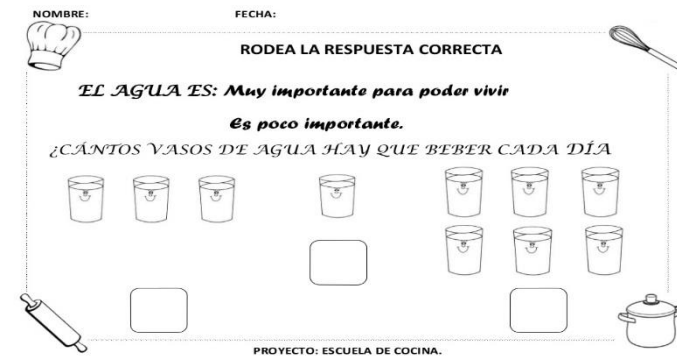 NOMBRE: FECHA:
RODEA LA RESPUESTA CORRECTA
EL AGUA ES: Muy importante para poder vivir
Es poco importante.
¿CÁNTOS VASOS DE AGUA HAY QUE BEBER CADA DÍA
PROYECTO: ESCUELA DE COCINA.